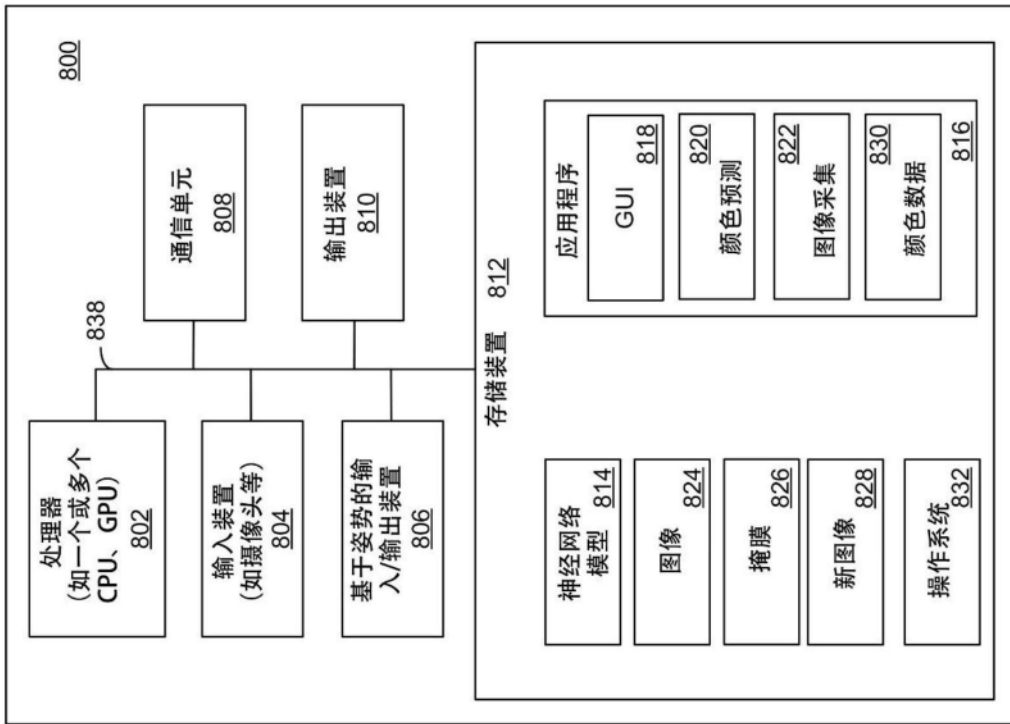 800
处理器
(如一个或多个
CPU、GPU)
802
838
通信单元
808
输入装置
(如摄像头等)
804
输出装置
810
基于姿势的输
入/输出装置
806
存储装置 812
神经网络
模型 814
图像
824
掩膜
826
新图像
828
操作系统
832
应用程序
GUI
818
颜色预测
820
图像采集
822
颜色数据
830
816